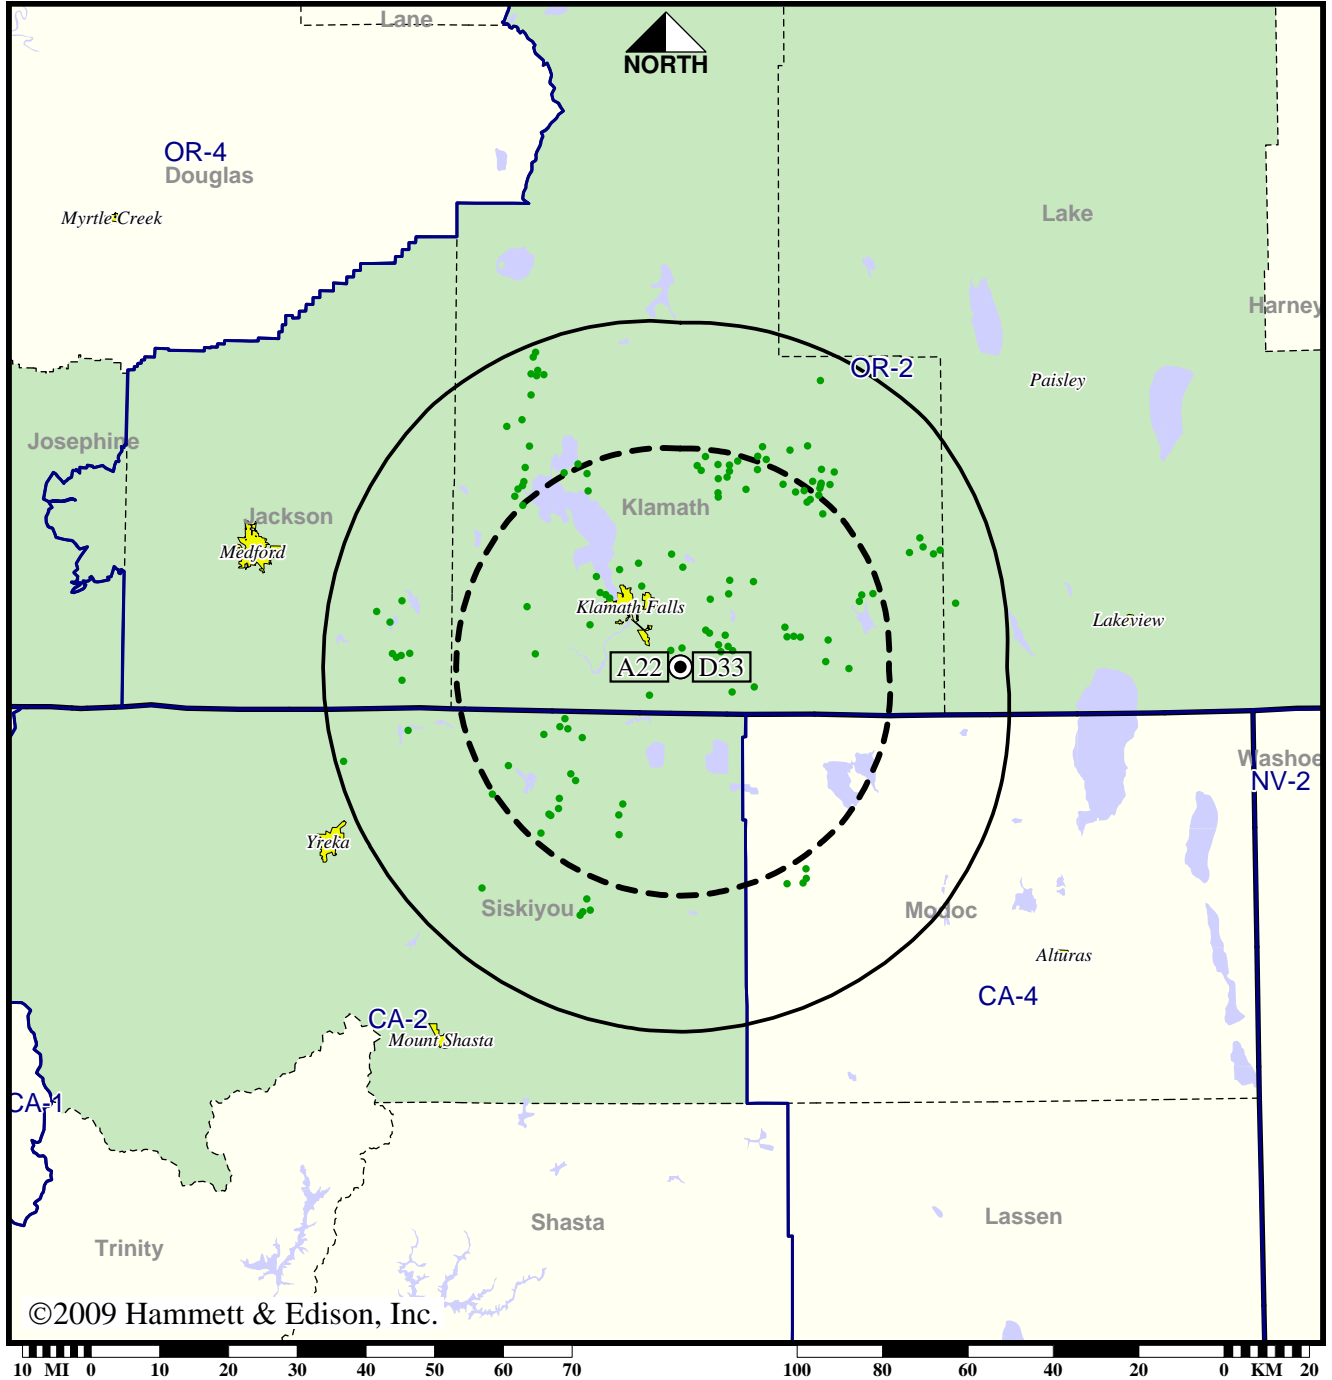 Lane
NORTH
OR-4
Douglas
Myrtle Creek
Lake
Harney
OR-2
Paisley
Josephine
Jackson
Klamath
Medford
Klamath Falls
Lakeview
A22
D33
Washoe
NV-2
Yreka
Siskiyou
Modoc
Alturas
CA-4
CA-2
Mount Shasta
CA-1
Shasta
Lassen
Trinity
©2009 Hammett & Edison, Inc.
10 MI 0 10 20 30 40 50 60 70 100 80 60 40 20 0 KM 20